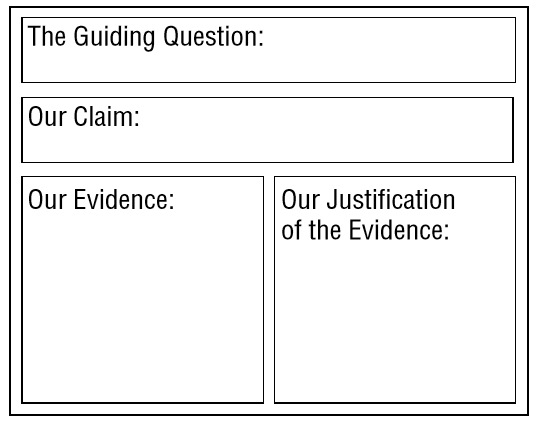 The Guiding Question:
Our Claim:
Our Evidence:
Our Justification
of the Evidence: